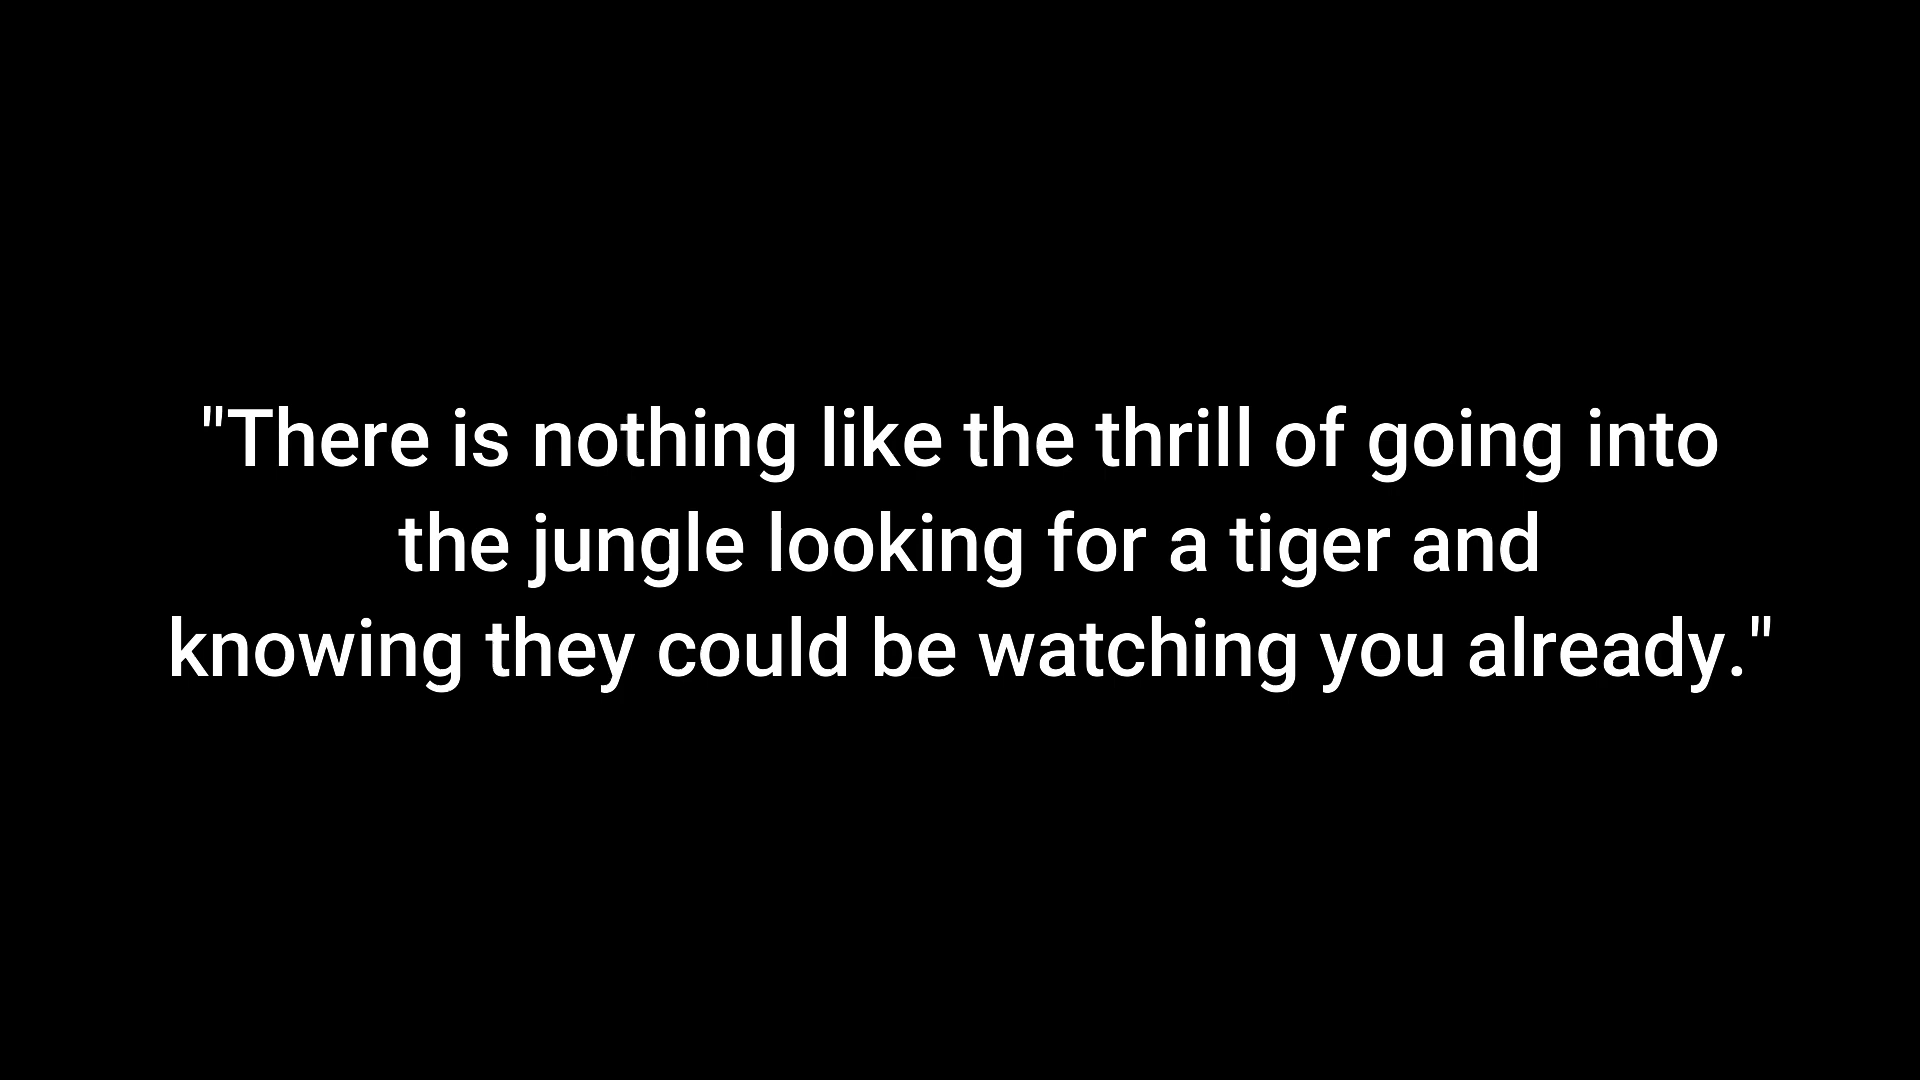 "There is nothing like the thrill of going into
the jungle looking for a tiger and
knowing they could be watching you already."